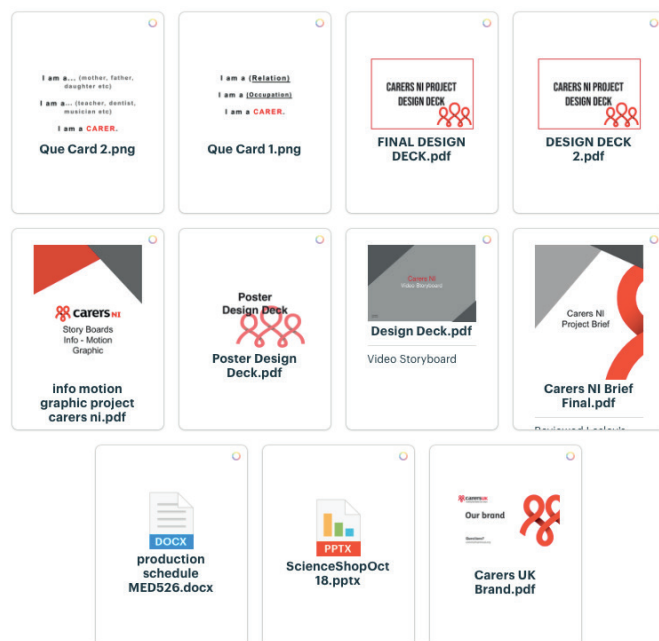 I am a... (mother, father,
daughter etc)
I am a... (teacher, dentist,
musician etc)
I am a CARER.
Que Card 2.png
I am a (Relation)
I am a (Occupation)
I am a CARER.
Que Card 1.png
CARERS NI PROJECT
DESIGN DECK
FINAL DESIGN
DECK.pdf
CARERS NI PROJECT
DESIGN DECK
DESIGN DECK
2.pdf
carers NI
Story Boards
Info - Motion
Graphic
info motion
graphic project
carers ni.pdf
Poster
Design Deck
Poster Design
Deck.pdf
Carers NI
Video Storyboard
Design Deck.pdf
Video Storyboard
Carers NI
Project Brief
Carers NI Brief
Final.pdf
DOCX
production
schedule
MED526.docx
PPTX
ScienceShopOct
18.pptx
carersUK
Our brand
Questions?
Carers UK
Brand.pdf